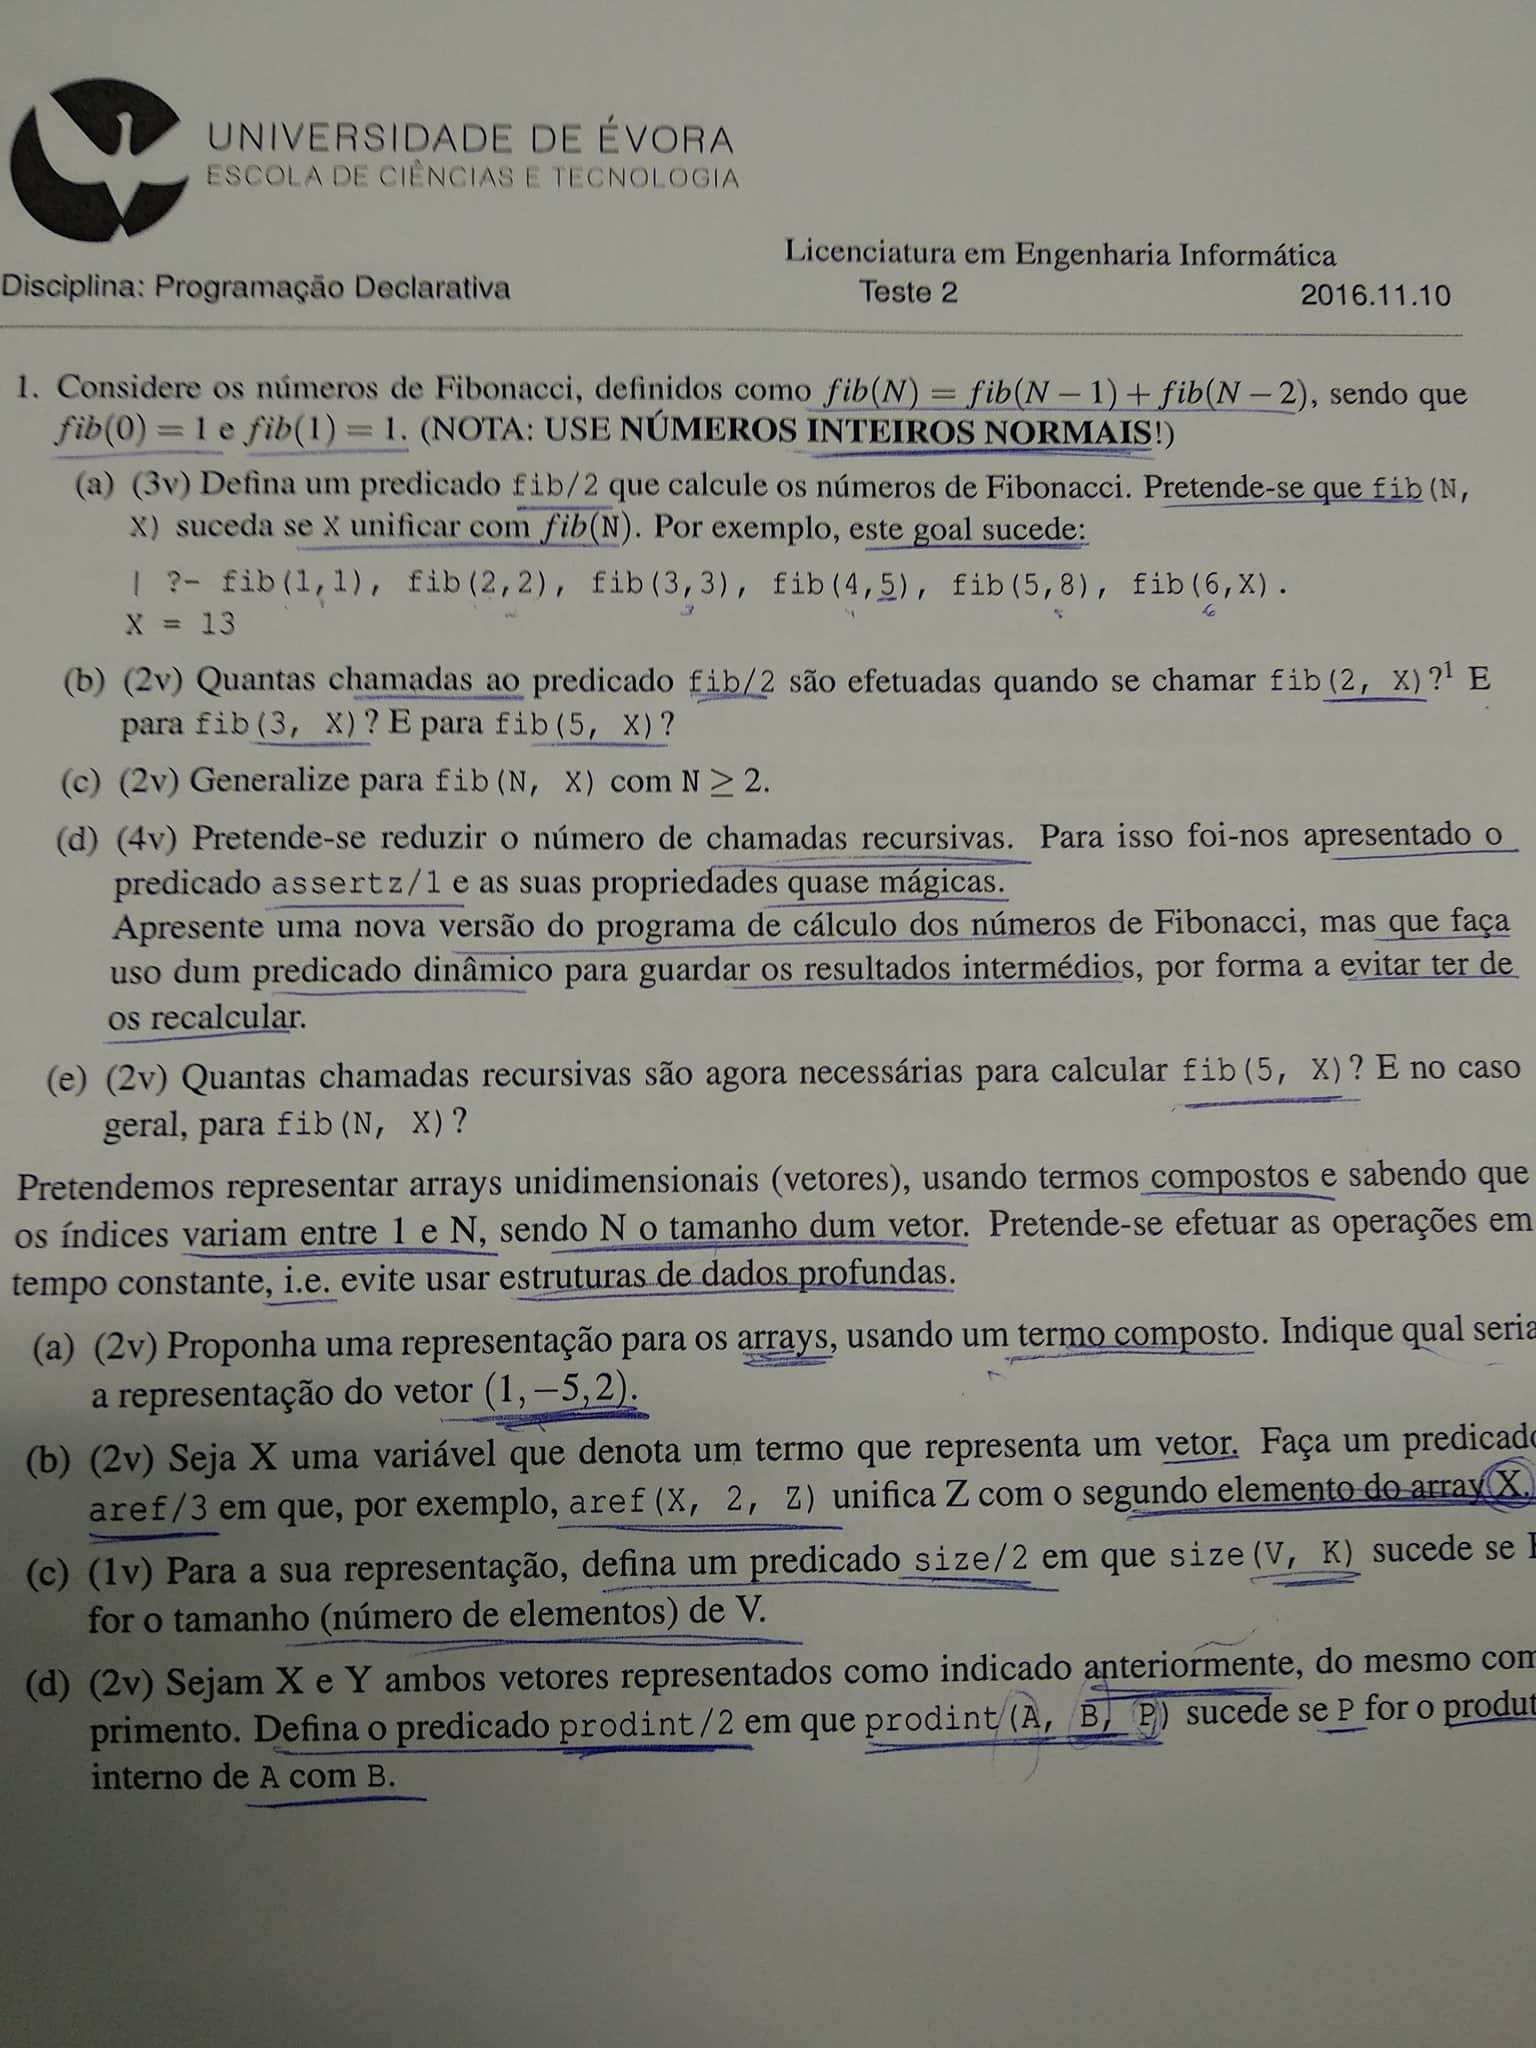 UNIVERSIDADE DE ÉVORA
ESCOLA DE CIÊNCIAS E TECNOLOGIA
Licenciatura em Engenharia Informática
Disciplina: Programação Declarativa Teste 2 2016.11.10
1. Considere os números de Fibonacci, definidos como fib(N) = fib(N − 1) + fib(N − 2), sendo que
fib(0) = 1 e fib(1) = 1. (NOTA: USE NÚMEROS INTEIROS NORMAIS!)
(a) (3v) Defina um predicado fib/2 que calcule os números de Fibonacci. Pretende-se que fib(N,
X) suceda se X unificar com fib(N). Por exemplo, este goal sucede:
| ?- fib(1,1), fib(2,2), fib(3,3), fib(4,5), fib(5,8), fib(6,X).
X = 13
(b) (2v) Quantas chamadas ao predicado fib/2 são efetuadas quando se chamar fib(2, X)?¹ E
para fib(3, X)? E para fib(5, X)?
(c) (2v) Generalize para fib(N, X) com N ≥ 2.
(d) (4v) Pretende-se reduzir o número de chamadas recursivas. Para isso foi-nos apresentado o
predicado assertz/1 e as suas propriedades quase mágicas.
Apresente uma nova versão do programa de cálculo dos números de Fibonacci, mas que faça
uso dum predicado dinâmico para guardar os resultados intermédios, por forma a evitar ter de
os recalcular.
(e) (2v) Quantas chamadas recursivas são agora necessárias para calcular fib(5, X)? E no caso
geral, para fib(N, X)?
Pretendemos representar arrays unidimensionais (vetores), usando termos compostos e sabendo que
os índices variam entre 1 e N, sendo N o tamanho dum vetor. Pretende-se efetuar as operações em
tempo constante, i.e. evite usar estruturas de dados profundas.
(a) (2v) Proponha uma representação para os arrays, usando um termo composto. Indique qual seria
a representação do vetor (1,−5,2).
(b) (2v) Seja X uma variável que denota um termo que representa um vetor. Faça um predicado
aref/3 em que, por exemplo, aref(X, 2, Z) unifica Z com o segundo elemento do array X.
(c) (1v) Para a sua representação, defina um predicado size/2 em que size(V, K) sucede se
for o tamanho (número de elementos) de V.
(d) (2v) Sejam X e Y ambos vetores representados como indicado anteriormente, do mesmo com
primento. Defina o predicado prodint/2 em que prodint(A, B, P) sucede se P for o produt
interno de A com B.